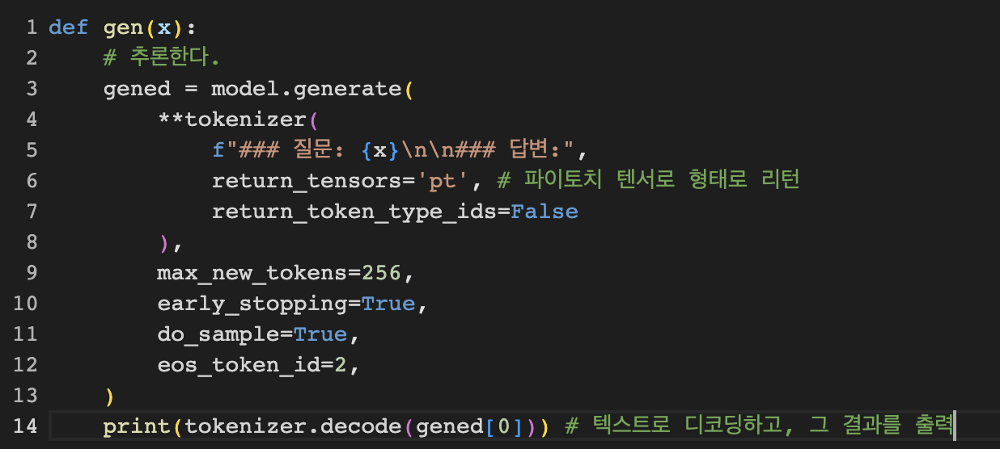 1 def gen(x):
2     # 추론한다.
3     gened = model.generate(
4         **tokenizer(
5             f"### 질문: {x}\n\n### 답변:",
6             return_tensors='pt', # 파이토치 텐서로 형태로 리턴
7             return_token_type_ids=False
8         ),
9         max_new_tokens=256,
10         early_stopping=True,
11         do_sample=True,
12         eos_token_id=2,
13     )
14     print(tokenizer.decode(gened[0])) # 텍스트로 디코딩하고, 그 결과를 출력